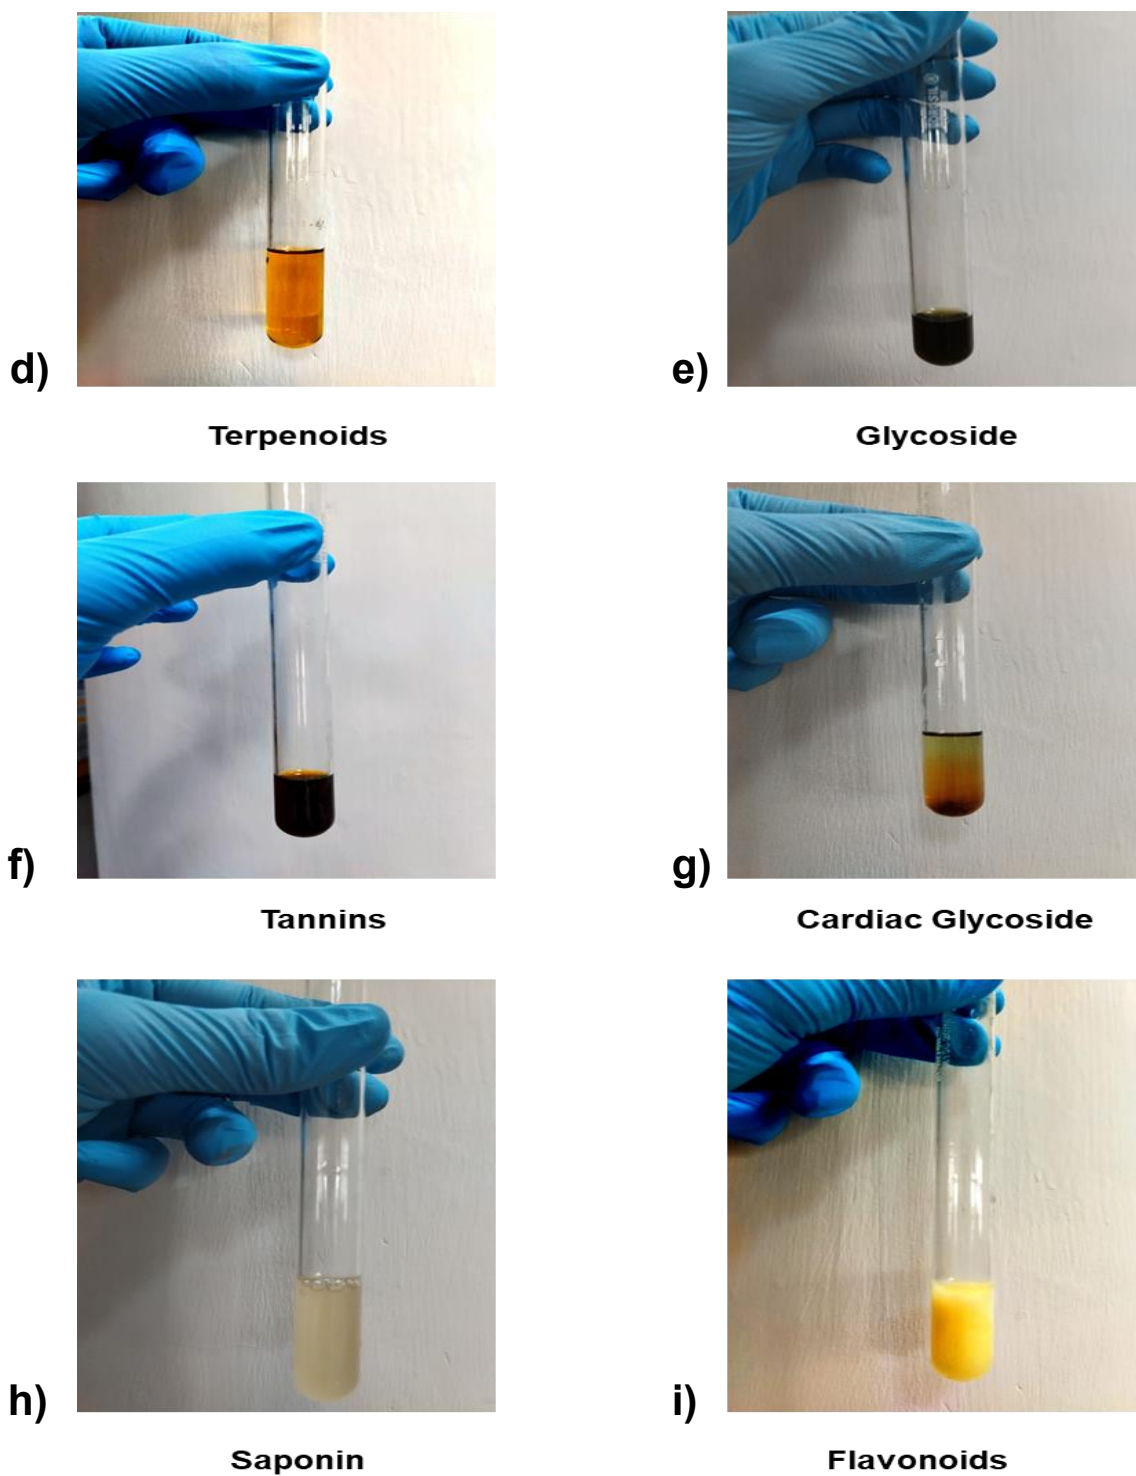 d)
e)
Terpenoids
Glycoside
f)
g)
Tannins
Cardiac Glycoside
h)
i)
Saponin
Flavonoids